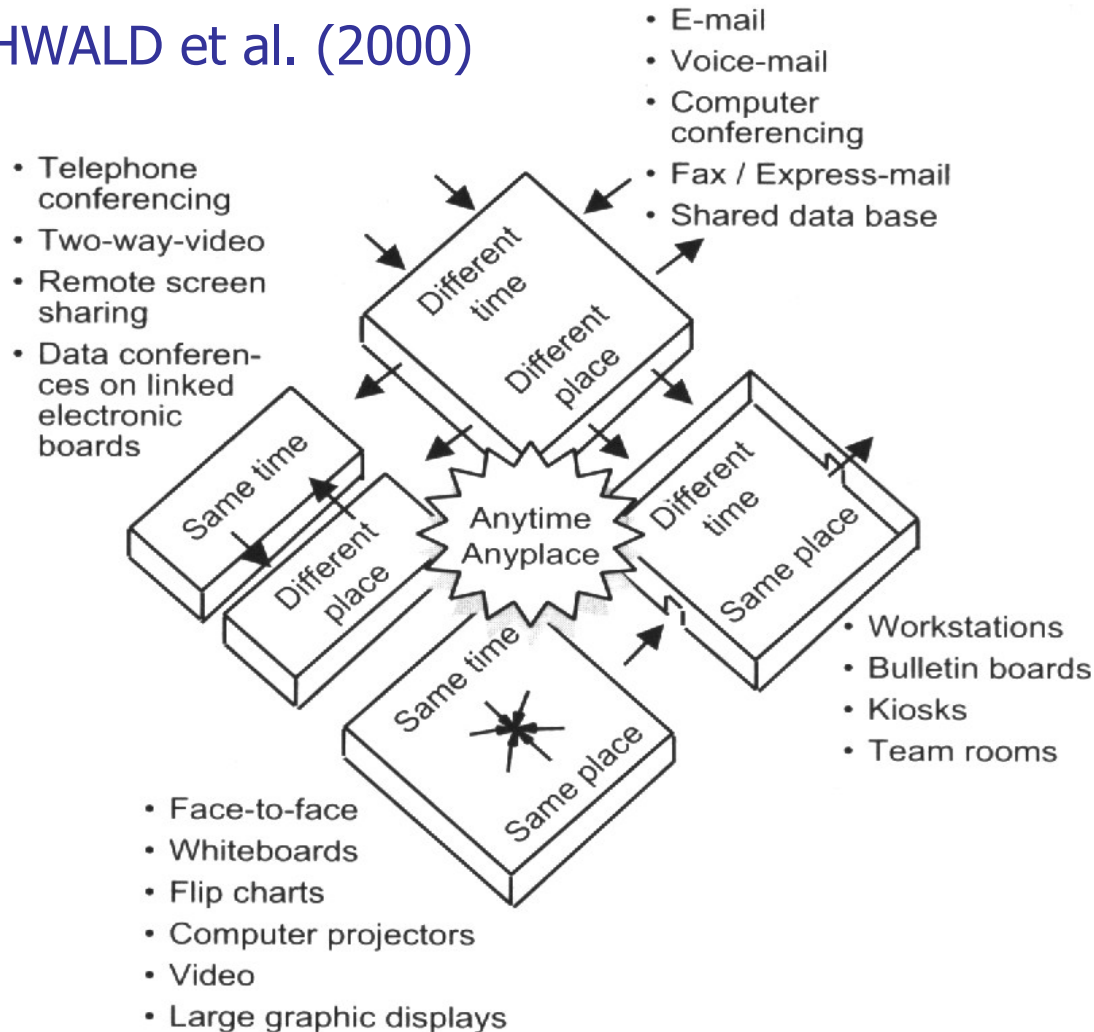 HWALD et al. (2000)
• E-mail
• Voice-mail
• Computer
conferencing
• Fax / Express-mail
• Shared data base
• Telephone
conferencing
• Two-way-video
• Remote screen
sharing
• Data conferen-
ces on linked
electronic
boards
Different
time
Different
place
Same time
Different
place
Anytime
Anyplace
Different
time
Same place
Same time
Same place
• Workstations
• Bulletin boards
• Kiosks
• Team rooms
• Face-to-face
• Whiteboards
• Flip charts
• Computer projectors
• Video
• Large graphic displays